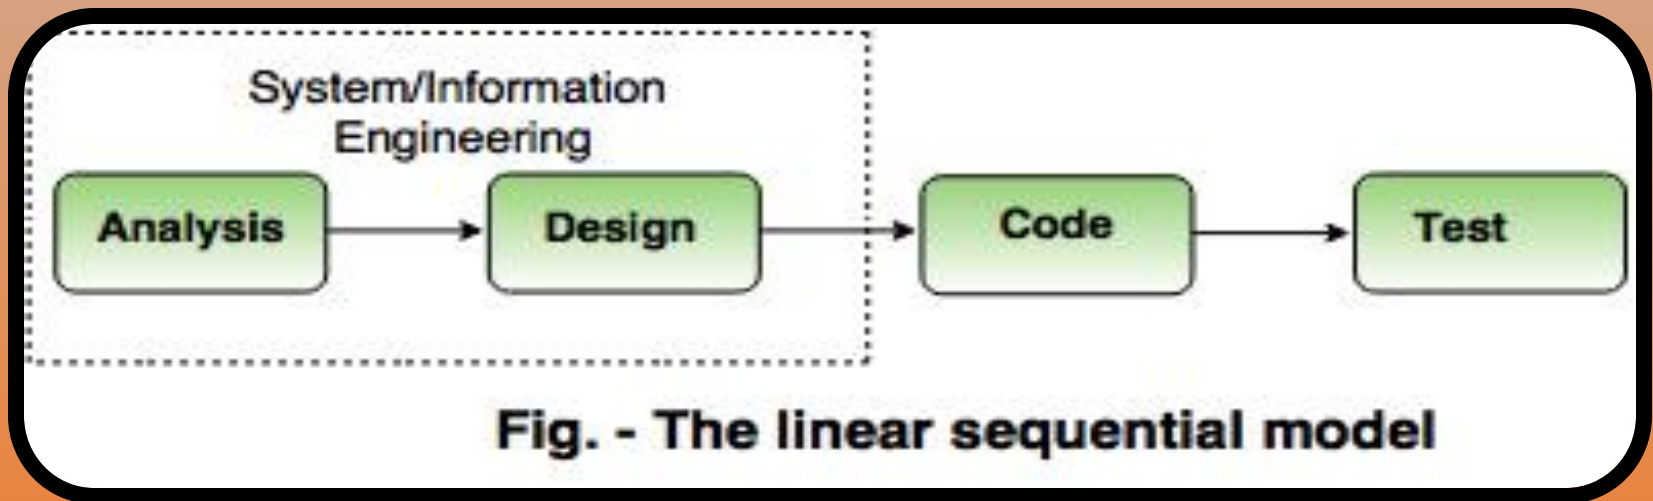 System/Information
Engineering
Analysis
Design
Code
Test
Fig. - The linear sequential model